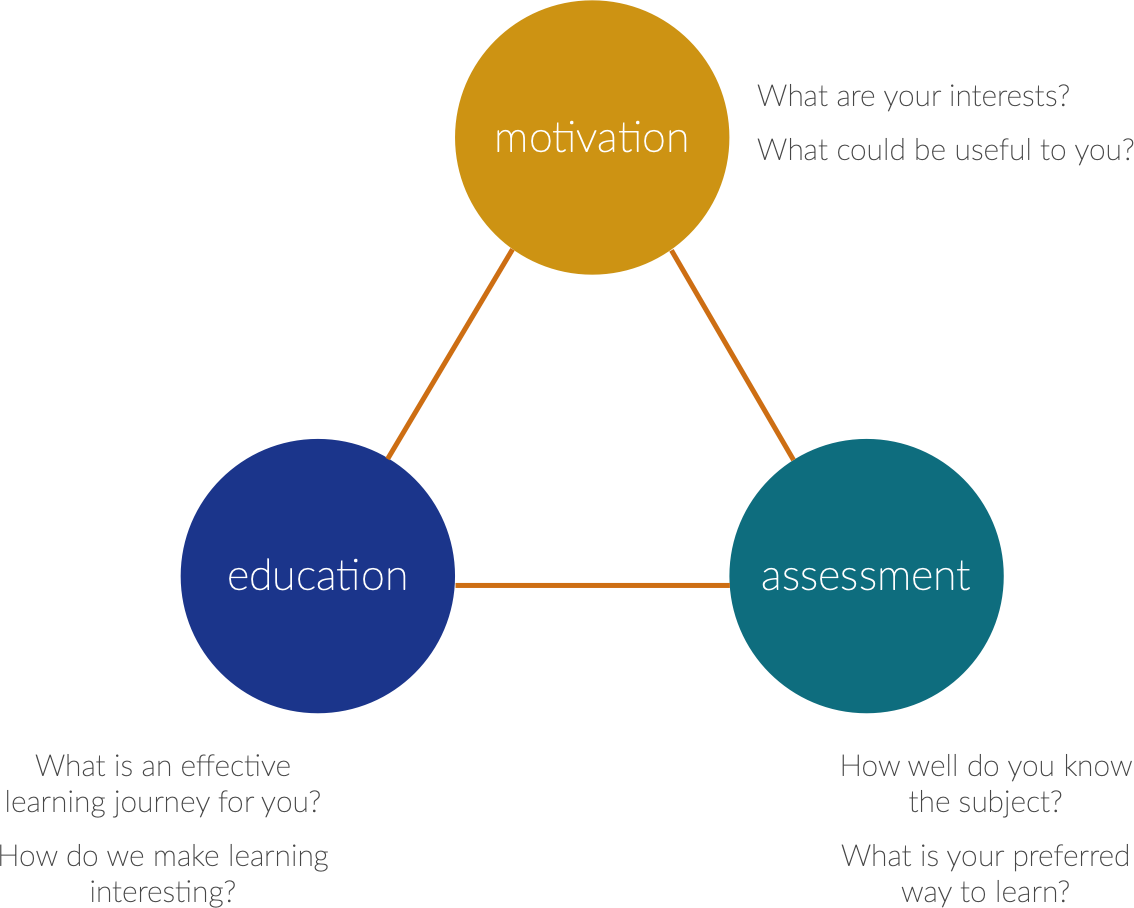 motivation
What are your interests?
What could be useful to you?
education
assessment
What is an effective
learning journey for you?
How do we make learning
interesting?
How well do you know
the subject?
What is your preferred
way to learn?